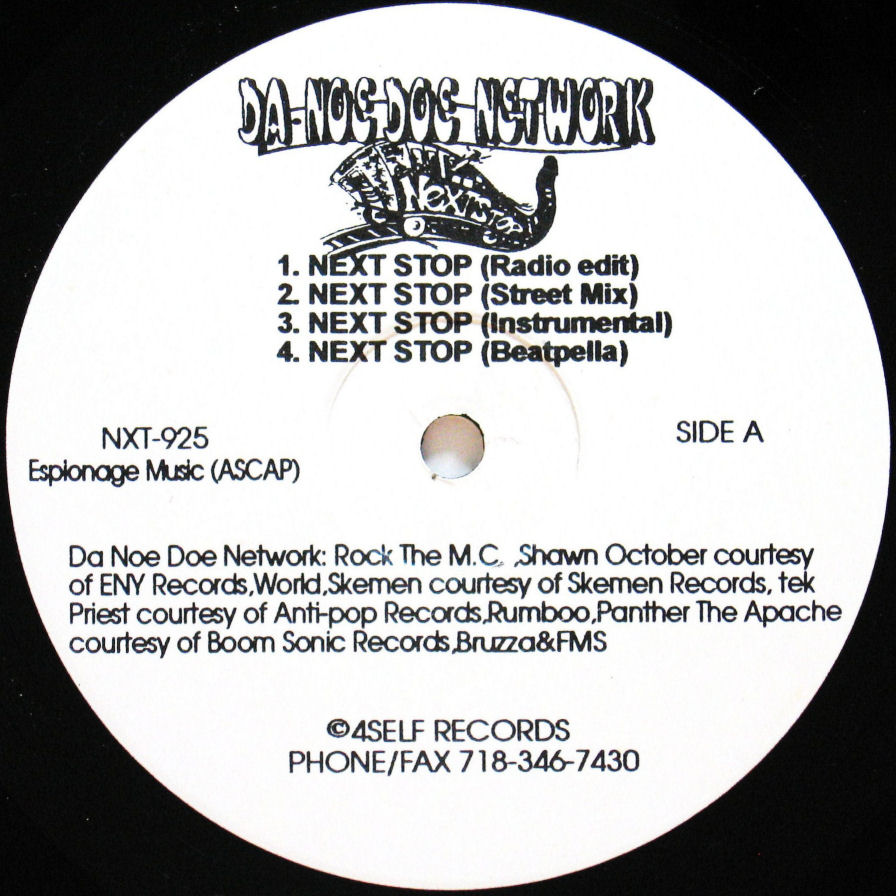 DA-NOE-DOE-NETWORK
NEXT STOP
1. NEXT STOP (Radio edit)
2. NEXT STOP (Street Mix)
3. NEXT STOP (Instrumental)
4. NEXT STOP (Beatpella)
NXT-925
SIDE A
Espionage Music (ASCAP)
Da Noe Doe Network: Rock The M.C. ,Shawn October courtesy
of ENY Records,World,Skemen courtesy of Skemen Records, tek
Priest courtesy of Anti-pop Records,Rumboo,Panther The Apache
courtesy of Boom Sonic Records,Bruzza&FMS
©4SELF RECORDS
PHONE/FAX 718-346-7430